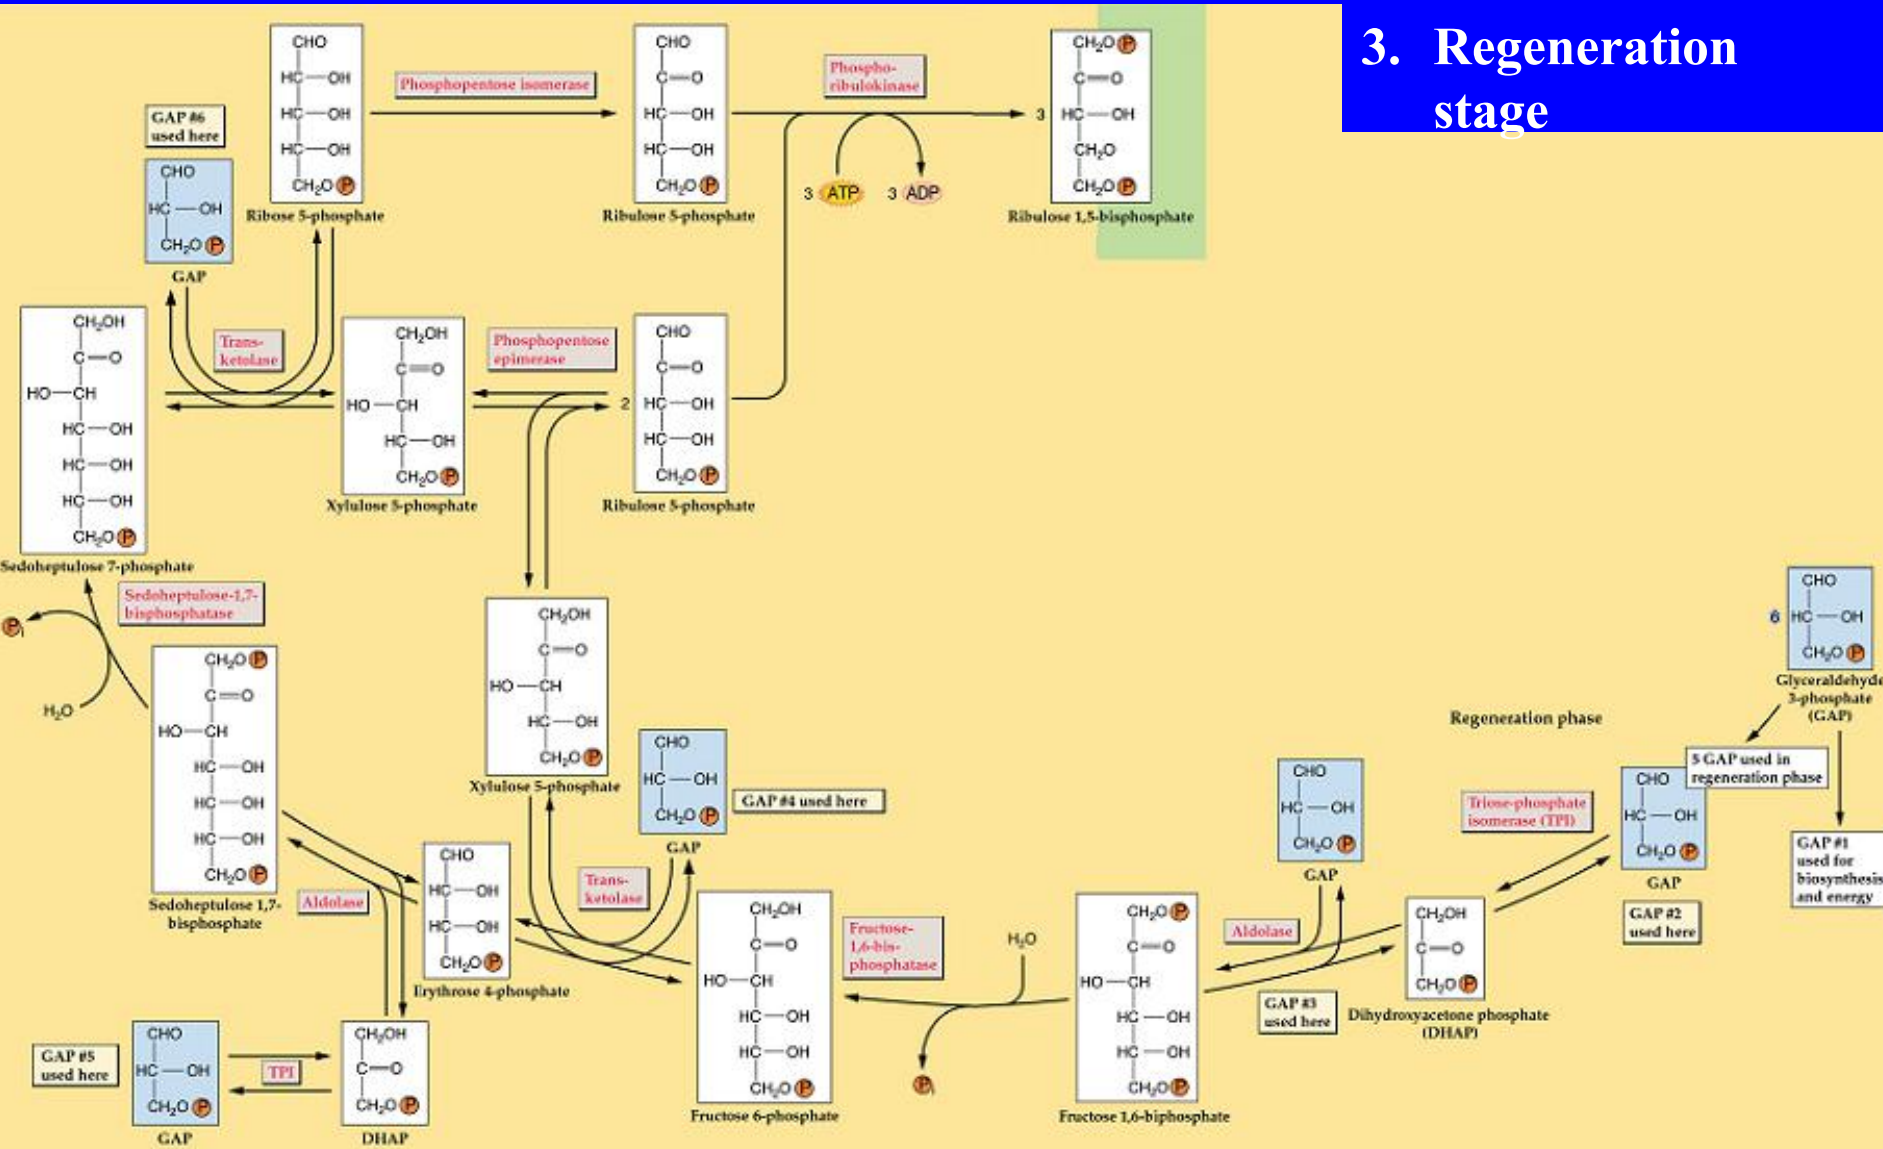 3. Regeneration
stage
CHO
HC—OH
HC—OH
HC—OH
CH₂O P
Ribose 5-phosphate
Phosphopentose isomerase
CHO
C=O
HC—OH
HC—OH
CH₂O P
Ribulose 5-phosphate
Phospho-
ribulokinase
3 ATP
3 ADP
3
CH₂O P
C=O
HC—OH
CH₂O
CH₂O P
Ribulose 1,5-bisphosphate
GAP #6
used here
CHO
HC—OH
CH₂O P
GAP
CH₂OH
C=O
HO—CH
HC—OH
HC—OH
HC—OH
CH₂O P
Sedoheptulose 7-phosphate
Trans-
ketolase
CH₂OH
C=O
HO—CH
HC—OH
CH₂O P
Xylulose 5-phosphate
Phosphopentose
epimerase
2
CHO
C=O
HC—OH
HC—OH
CH₂O P
Ribulose 5-phosphate
Sedoheptulose-1,7-
bisphosphatase
Pi
H₂O
CH₂O P
C=O
HO—CH
HC—OH
HC—OH
HC—OH
CH₂O P
Sedoheptulose 1,7-
bisphosphate
CH₂OH
C=O
HO—CH
HC—OH
CH₂O P
Xylulose 5-phosphate
CHO
HC—OH
CH₂O P
GAP
GAP #4 used here
Trans-
ketolase
Aldolase
CHO
HC—OH
HC—OH
CH₂O P
Erythrose 4-phosphate
GAP #5
used here
CHO
HC—OH
CH₂O P
GAP
TPI
CH₂OH
C=O
CH₂O P
DHAP
CH₂OH
C=O
HO—CH
HC—OH
HC—OH
CH₂O P
Fructose 6-phosphate
Fructose-
1,6-bis-
phosphatase
H₂O
Pi
CH₂O P
C=O
HO—CH
HC—OH
HC—OH
CH₂O P
Fructose 1,6-biphosphate
Aldolase
CHO
HC—OH
CH₂O P
GAP
GAP #3
used here
CH₂OH
C=O
CH₂O P
Dihydroxyacetone phosphate
(DHAP)
Regeneration phase
Triose-phosphate
isomerase (TPI)
CHO
HC—OH
CH₂O P
GAP
GAP #2
used here
6
CHO
HC—OH
CH₂O P
Glyceraldehyde
3-phosphate
(GAP)
5 GAP used in
regeneration phase
GAP #1
used for
biosynthesis
and energy